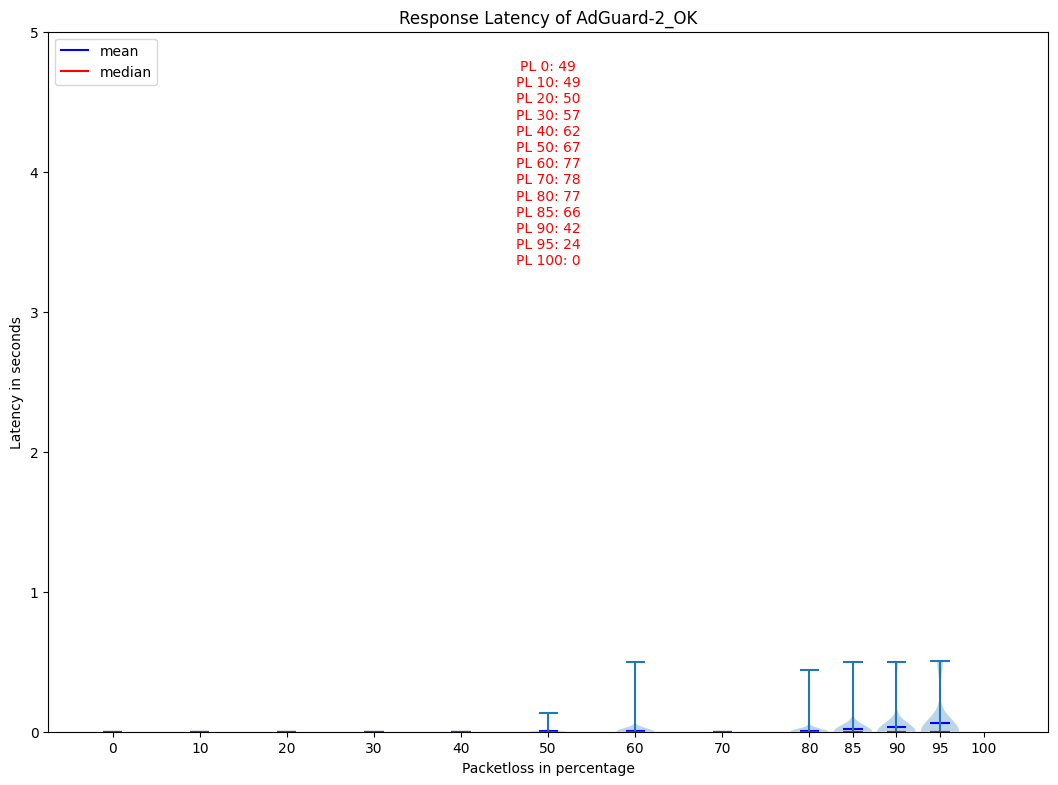 Response Latency of AdGuard-2_OK
5
mean
median
PL 0: 49
PL 10: 49
PL 20: 50
PL 30: 57
PL 40: 62
PL 50: 67
PL 60: 77
PL 70: 78
PL 80: 77
PL 85: 66
PL 90: 42
PL 95: 24
PL 100: 0
4
3
2
1
0
Latency in seconds
0 10 20 30 40 50 60 70 80 85 90 95 100
Packetloss in percentage